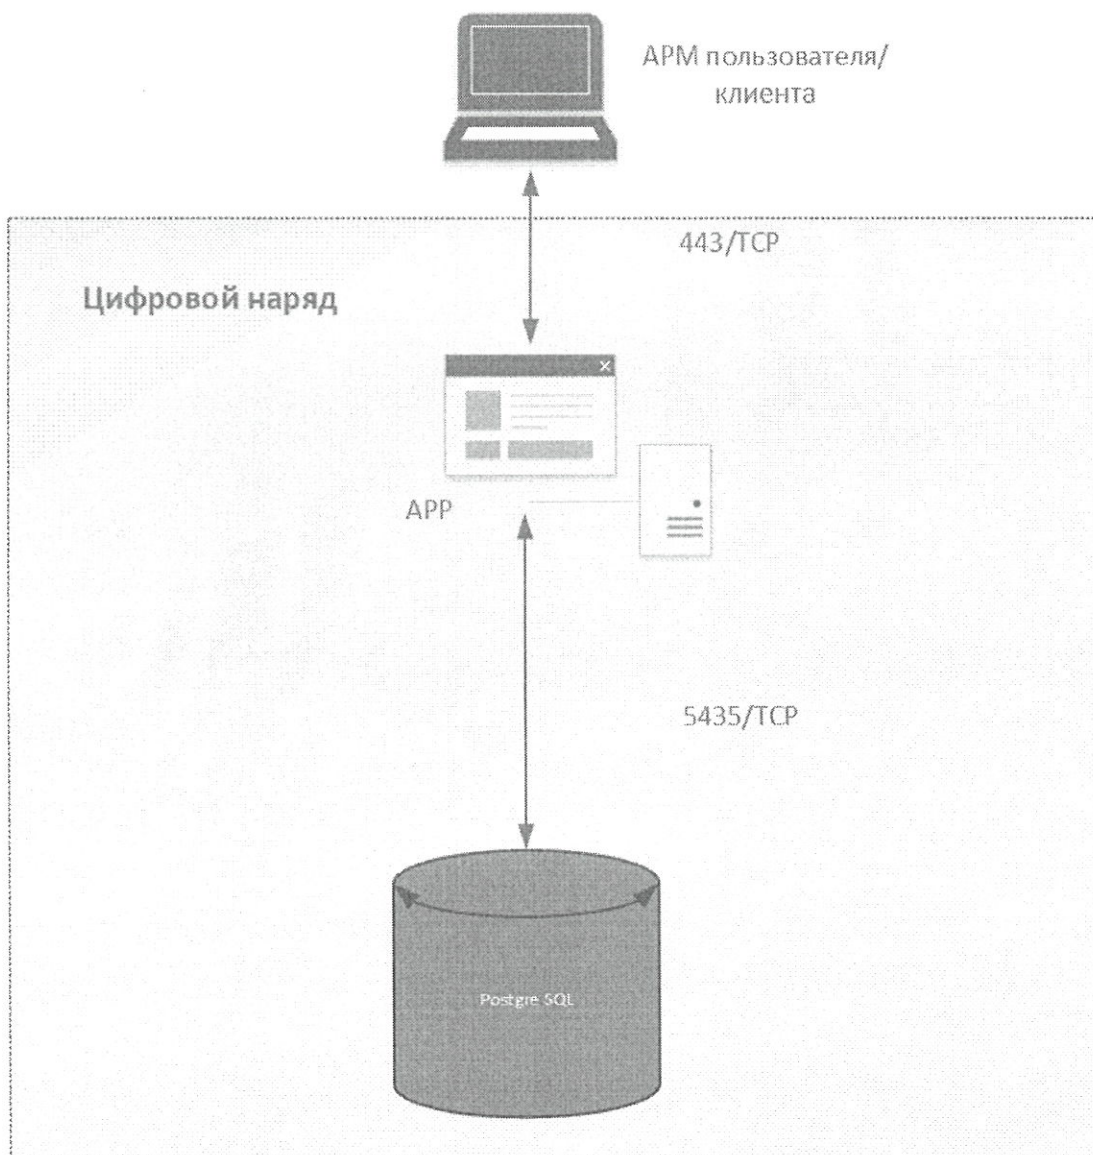 АРМ пользователя/
клиента
443/TCP
Цифровой наряд
APP
5435/TCP
Postgre SQL